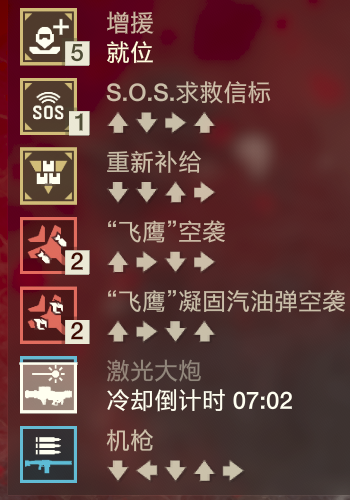 增援
5
就位
S.O.S.求救信标
SOS
1
↑↓→↑
重新补给
↓↓↑→
“飞鹰”空袭
2
↑→↓→
“飞鹰”凝固汽油弹空袭
2
↑→↓↑
激光大炮
冷却倒计时 07:02
机枪
↓←↓↑→